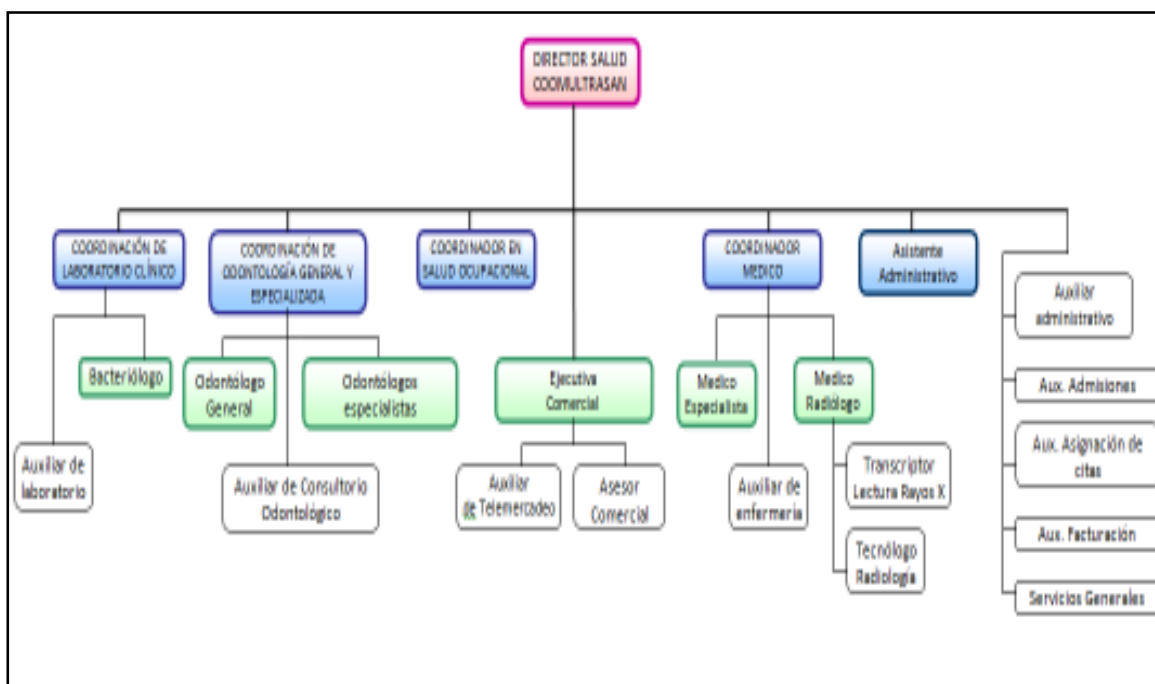 DIRECTOR SALUD
COOMULTRASAN
COORDINACIÓN DE
LABORATORIO CLÍNICO
COORDINACIÓN DE
ODONTOLOGÍA GENERAL Y
ESPECIALIZADA
COORDINADOR EN
SALUD OCUPACIONAL
COORDINADOR
MEDICO
Asistente
Administrativo
Auxiliar
administrativo
Bacteriólogo
Odontólogo
General
Odontólogos
especialistas
Ejecutiva
Comercial
Medico
Especialista
Medico
Radiólogo
Aux. Admisiones
Auxiliar de
laboratorio
Auxiliar de Consultorio
Odontológico
Auxiliar
de Telemercadeo
Asesor
Comercial
Auxiliar de
enfermeria
Transcriptor
Lectura Rayos X
Aux. Asignación de
citas
Tecnólogo
Radiología
Aux. Facturación
Servicios Generales